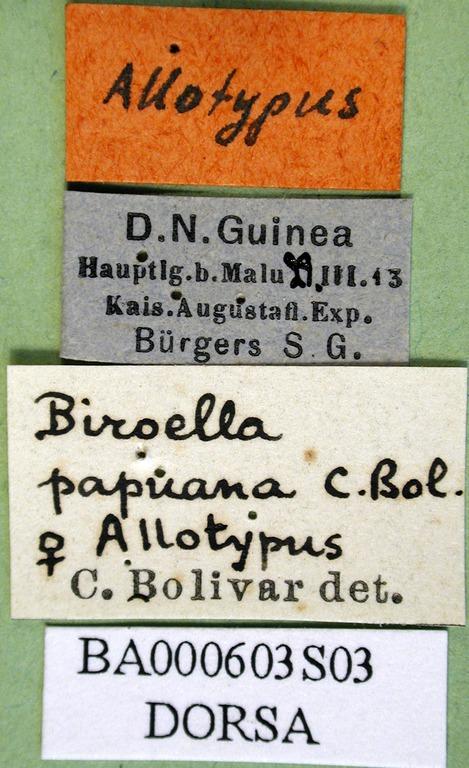 Allotypus
D.N.Guinea
Hauptlg.b.Malu III.13
Kais.Augustafl.Exp.
Bürgers S. G.
Biroella
papuana C.Bol.
♀ Allotypus
C. Bolivar det.
BA000603S03
DORSA